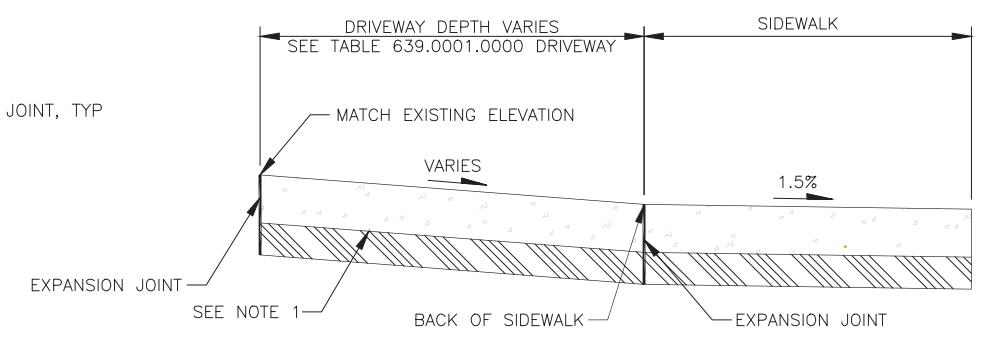 DRIVEWAY DEPTH VARIES
SEE TABLE 639.0001.0000 DRIVEWAY
SIDEWALK
JOINT, TYP
MATCH EXISTING ELEVATION
VARIES
1.5%
EXPANSION JOINT
SEE NOTE 1
BACK OF SIDEWALK
EXPANSION JOINT